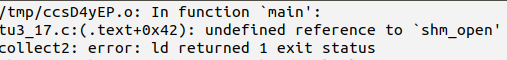 /tmp/ccsD4yEP.o: In function `main':
tu3_17.c:(.text+0x42): undefined reference to `shm_open'
collect2: error: ld returned 1 exit status